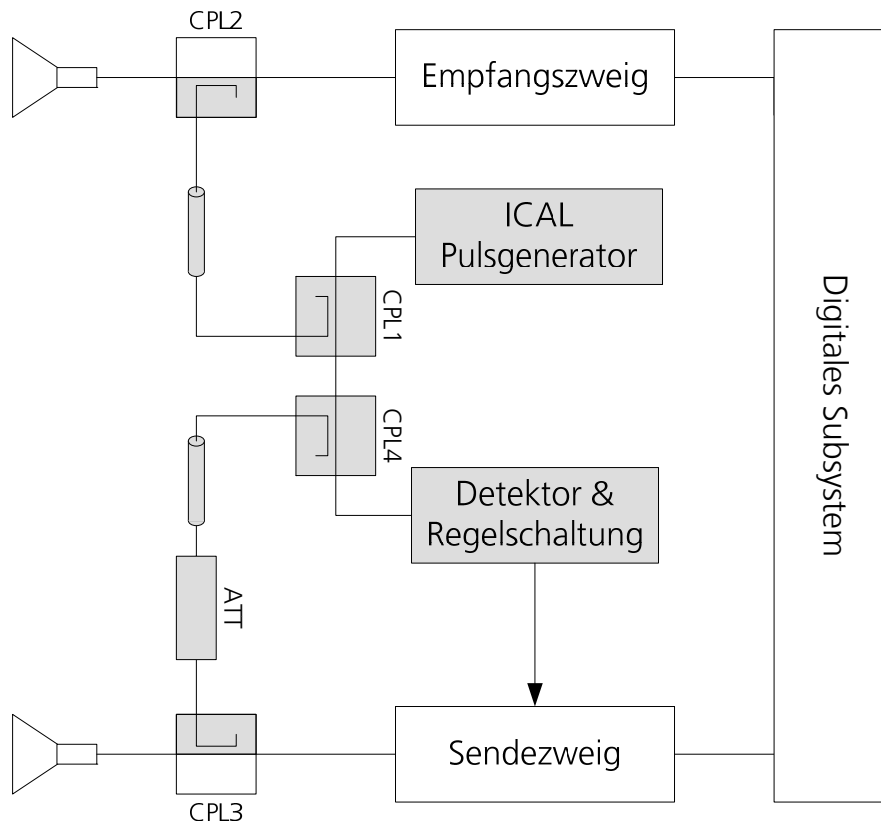 CPL2
Empfangszweig
ICAL
Pulsgenerator
CPL1
CPL4
Detektor &
Regelschaltung
Digitales Subsystem
ATT
Sendezweig
CPL3